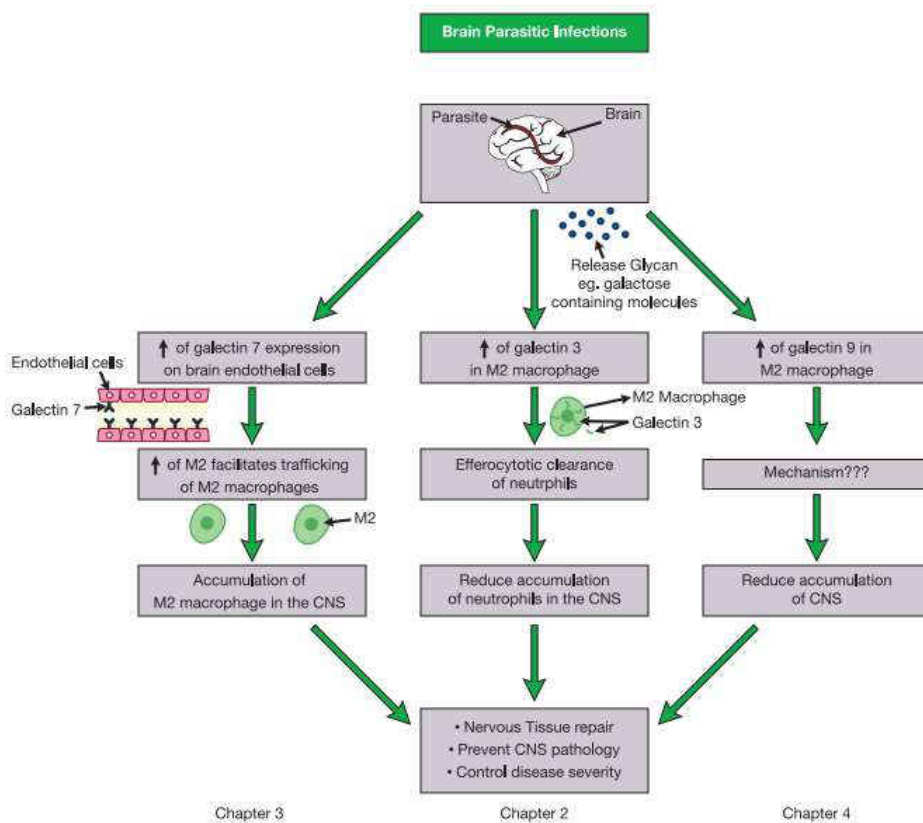 Brain Parasitic Infections
Parasite
Brain
Release Glycan
eg. galactose
containing molecules
↑ of galectin 7 expression
on brain endothelial cells
↑ of galectin 3
in M2 macrophage
↑ of galectin 9 in
M2 macrophage
Endothelial cells
Galectin 7
M2 Macrophage
Galectin 3
↑ of M2 facilitates trafficking
of M2 macrophages
Efferocytotic clearance
of neutrphils
Mechanism???
M2
Accumulation of
M2 macrophage in the CNS
Reduce accumulation
of neutrophils in the CNS
Reduce accumulation
of CNS
• Nervous Tissue repair
• Prevent CNS pathology
• Control disease severity
Chapter 3
Chapter 2
Chapter 4